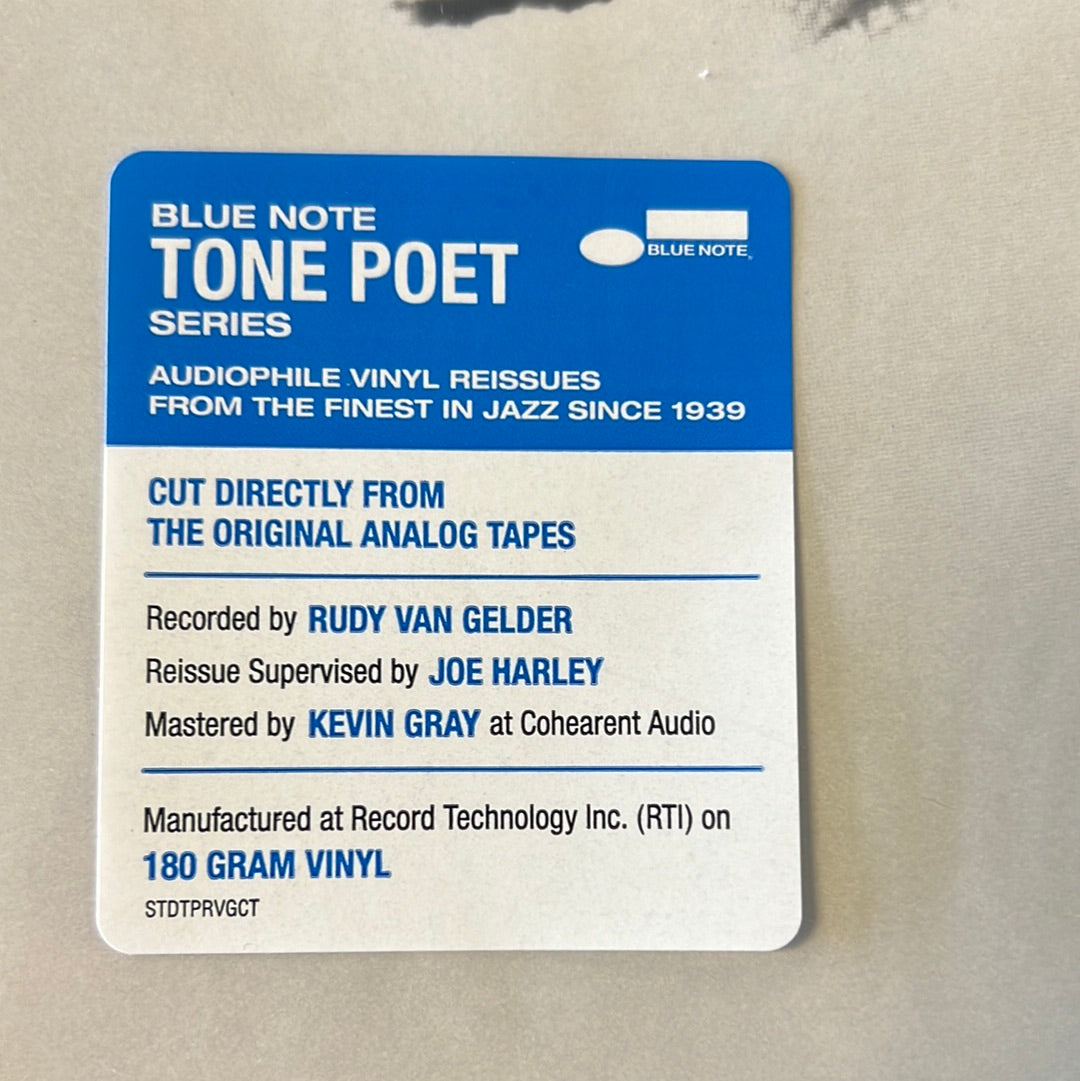 BLUE NOTE
TONE POET
SERIES
BLUE NOTE
AUDIOPHILE VINYL REISSUES
FROM THE FINEST IN JAZZ SINCE 1939
CUT DIRECTLY FROM
THE ORIGINAL ANALOG TAPES
Recorded by RUDY VAN GELDER
Reissue Supervised by JOE HARLEY
Mastered by KEVIN GRAY at Cohearent Audio
Manufactured at Record Technology Inc. (RTI) on
180 GRAM VINYL
STDTPRVGCT